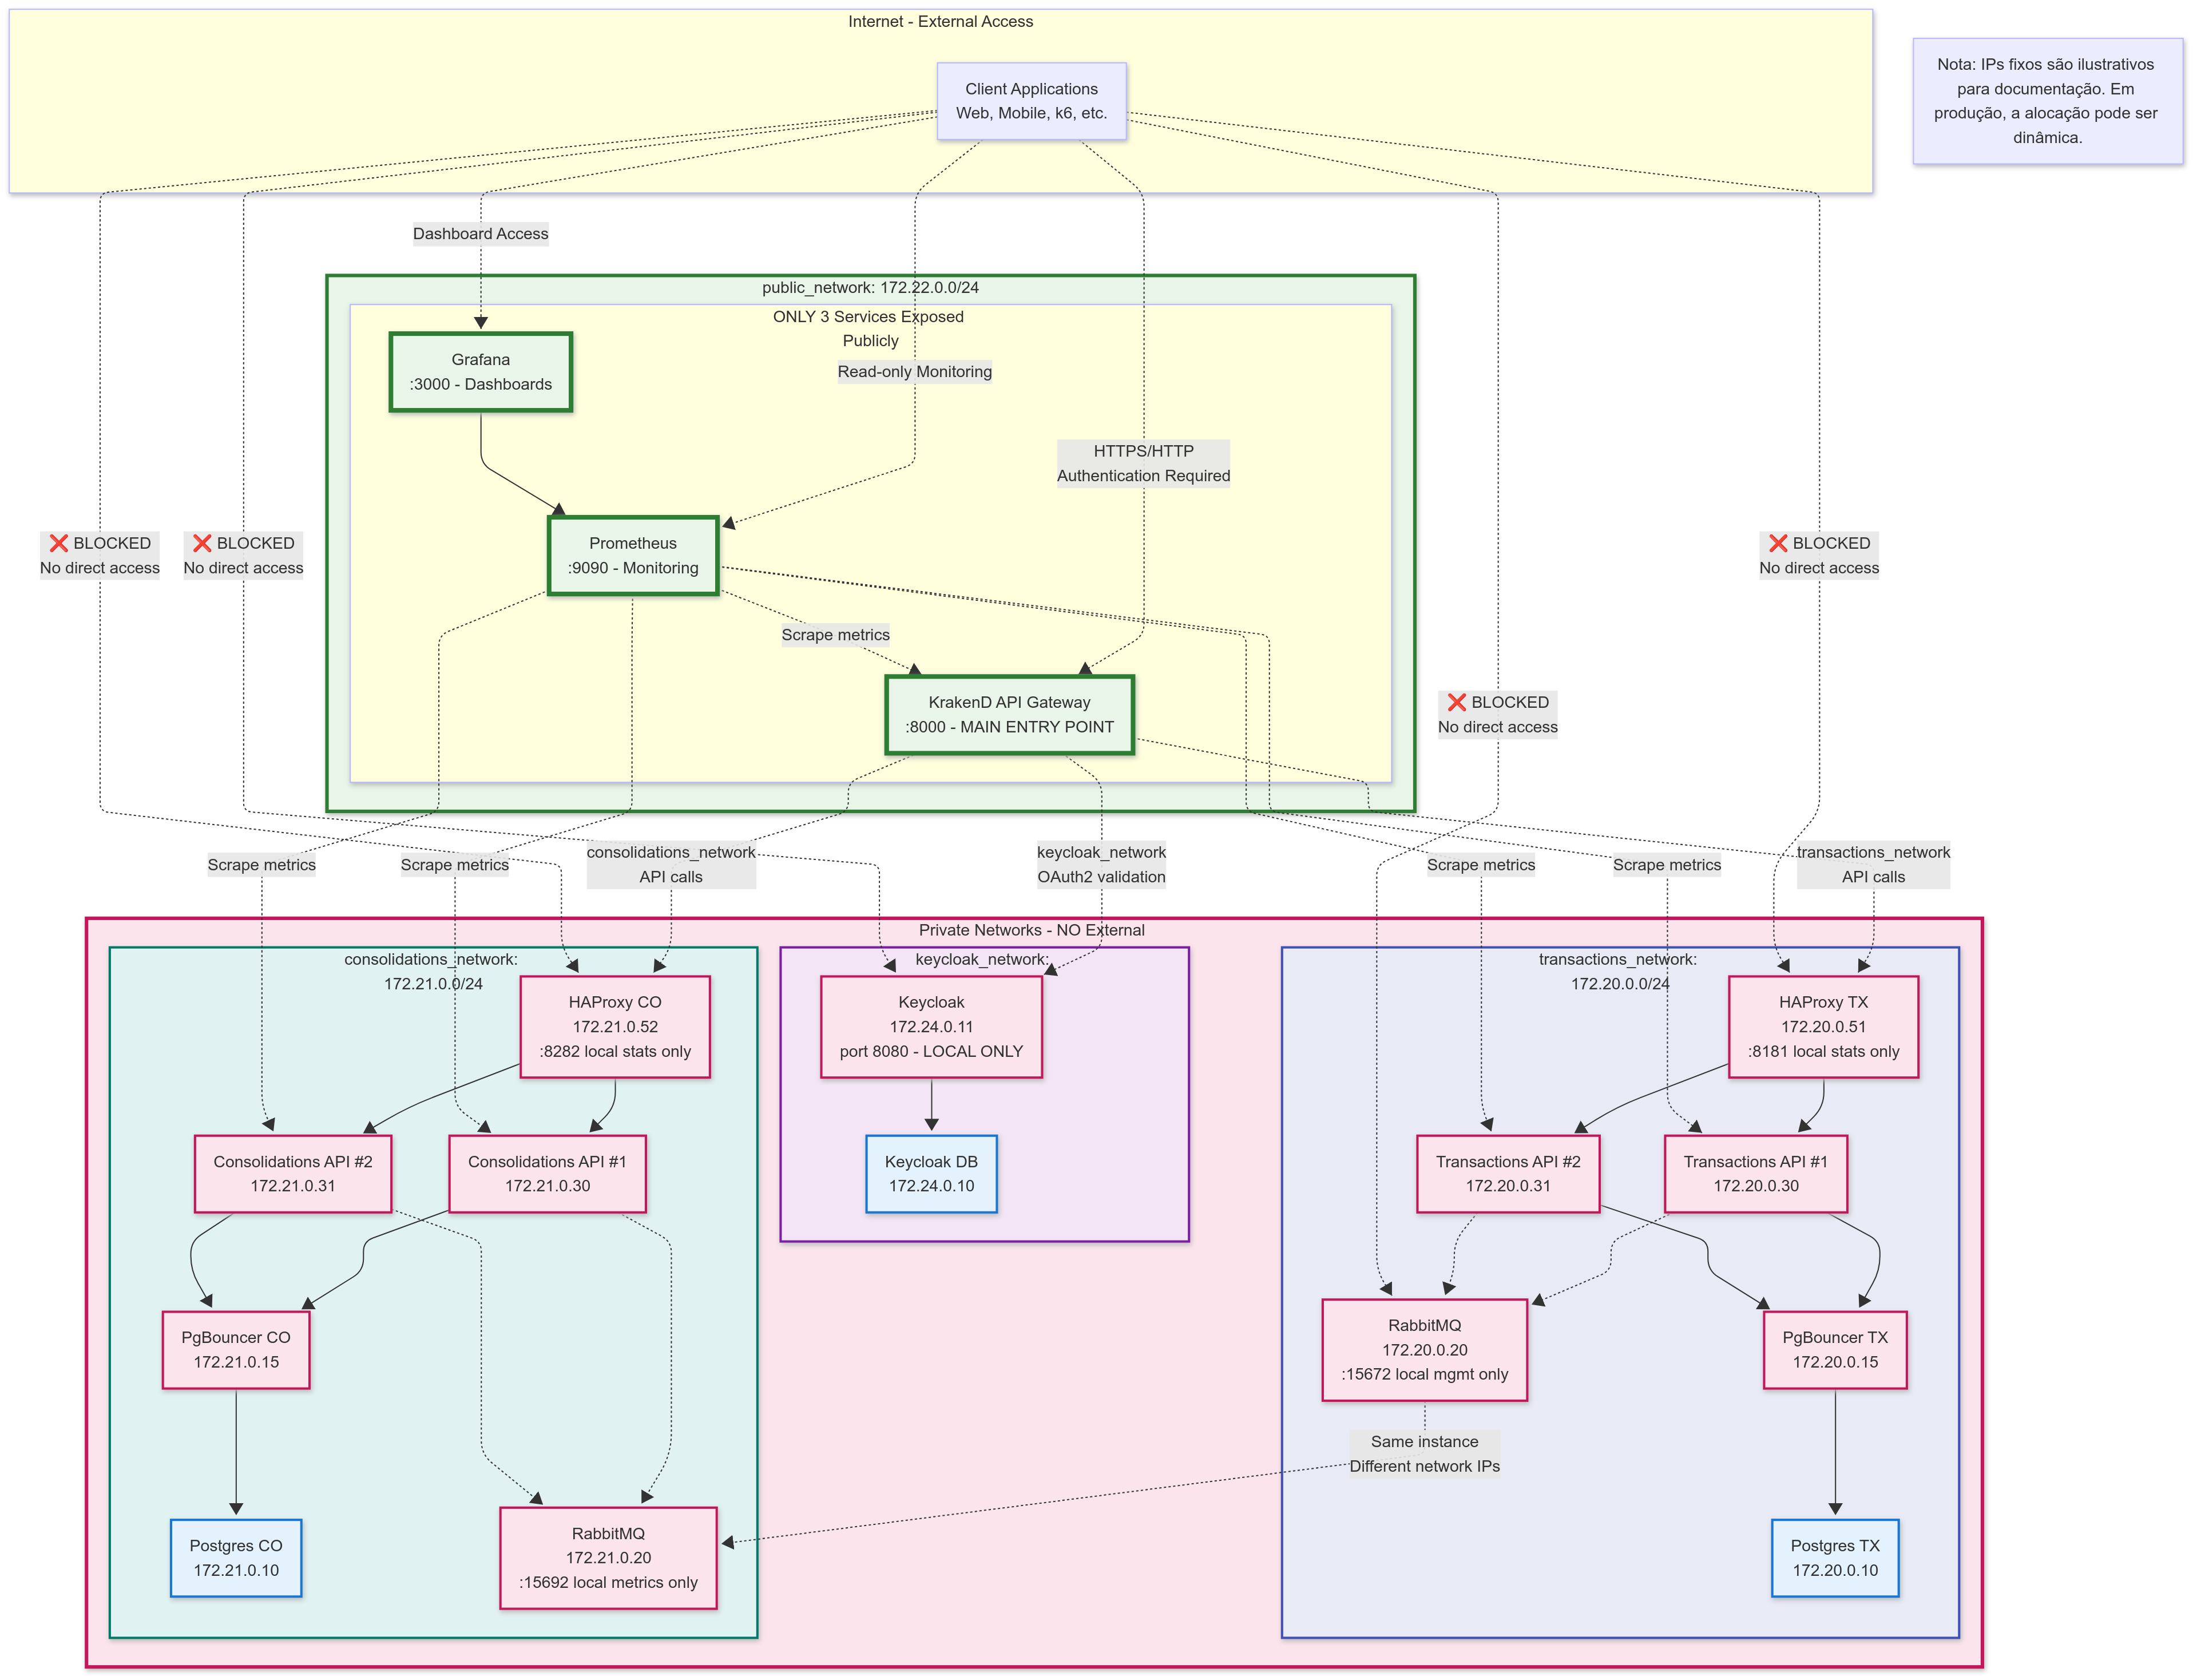 Internet - External Access
Client Applications
Web, Mobile, k6, etc.
Nota: IPs fixos são ilustrativos
para documentação. Em
produção, a alocação pode ser
dinâmica.
Dashboard Access
public_network: 172.22.0.0/24
ONLY 3 Services Exposed
Publicly
Grafana
:3000 - Dashboards
Read-only Monitoring
HTTPS/HTTP
Authentication Required
❌ BLOCKED
No direct access
❌ BLOCKED
No direct access
Prometheus
:9090 - Monitoring
❌ BLOCKED
No direct access
Scrape metrics
KrakenD API Gateway
:8000 - MAIN ENTRY POINT
❌ BLOCKED
No direct access
Scrape metrics
Scrape metrics
consolidations_network
API calls
keycloak_network
OAuth2 validation
Scrape metrics
Scrape metrics
transactions_network
API calls
Private Networks - NO External
consolidations_network:
172.21.0.0/24
HAProxy CO
172.21.0.52
:8282 local stats only
keycloak_network:
Keycloak
172.24.0.11
port 8080 - LOCAL ONLY
transactions_network:
172.20.0.0/24
HAProxy TX
172.20.0.51
:8181 local stats only
Consolidations API #2
172.21.0.31
Consolidations API #1
172.21.0.30
Keycloak DB
172.24.0.10
Transactions API #2
172.20.0.31
Transactions API #1
172.20.0.30
PgBouncer CO
172.21.0.15
RabbitMQ
172.20.0.20
:15672 local mgmt only
PgBouncer TX
172.20.0.15
Same instance
Different network IPs
Postgres CO
172.21.0.10
RabbitMQ
172.21.0.20
:15692 local metrics only
Postgres TX
172.20.0.10